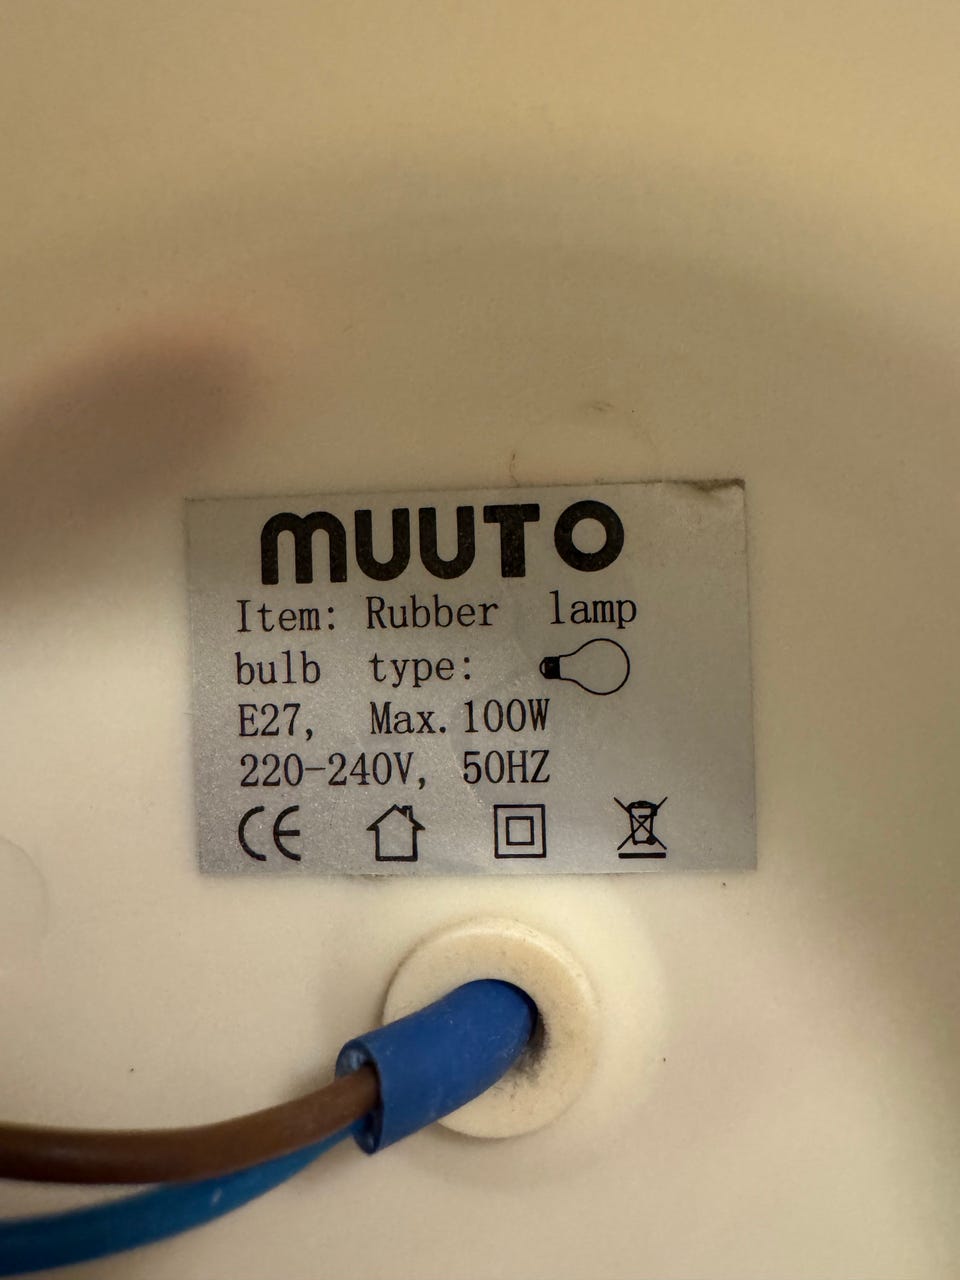 MUUTO
Item: Rubber lamp
bulb type:
E27, Max. 100W
220-240V, 50HZ
CE